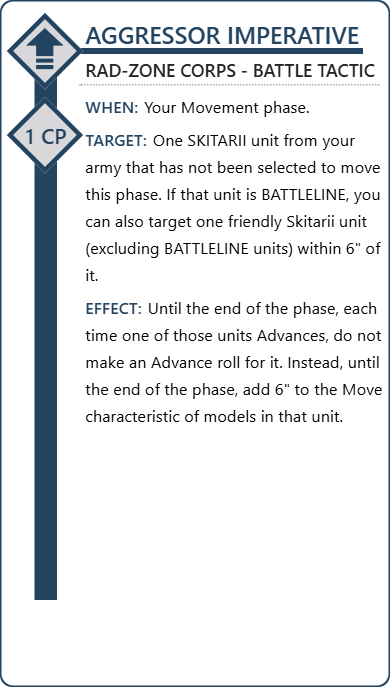 AGGRESSOR IMPERATIVE
RAD-ZONE CORPS - BATTLE TACTIC
WHEN: Your Movement phase.
1 CP
TARGET: One SKITARII unit from your
army that has not been selected to move
this phase. If that unit is BATTLELINE, you
can also target one friendly Skitarii unit
(excluding BATTLELINE units) within 6" of
it.
EFFECT: Until the end of the phase, each
time one of those units Advances, do not
make an Advance roll for it. Instead, until
the end of the phase, add 6" to the Move
characteristic of models in that unit.